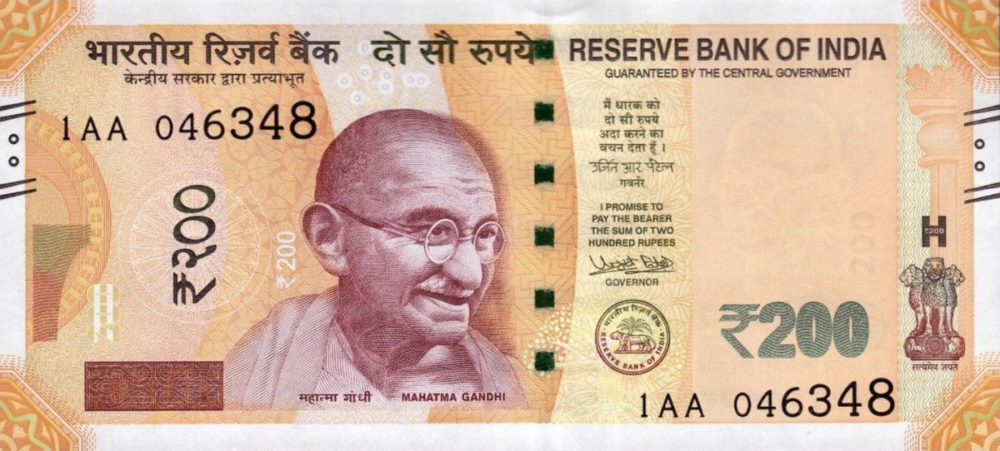 भारतीय रिज़र्व बैंक
दो सौ रुपये
RESERVE BANK OF INDIA
केन्द्रीय सरकार द्वारा प्रत्याभूत
GUARANTEED BY THE CENTRAL GOVERNMENT
1AA 046348
मैं धारक को
दो सौ रुपये
अदा करने का
वचन देता हूँ ।
उर्जित आर पटेल
गवर्नर
I PROMISE TO
PAY THE BEARER
THE SUM OF TWO
HUNDRED RUPEES
GOVERNOR
₹२००
₹200
₹200
भारतीय रिज़र्व बैंक
RESERVE BANK OF INDIA
₹200
सत्यमेव जयते
महात्मा गांधी
MAHATMA GANDHI
1AA 046348